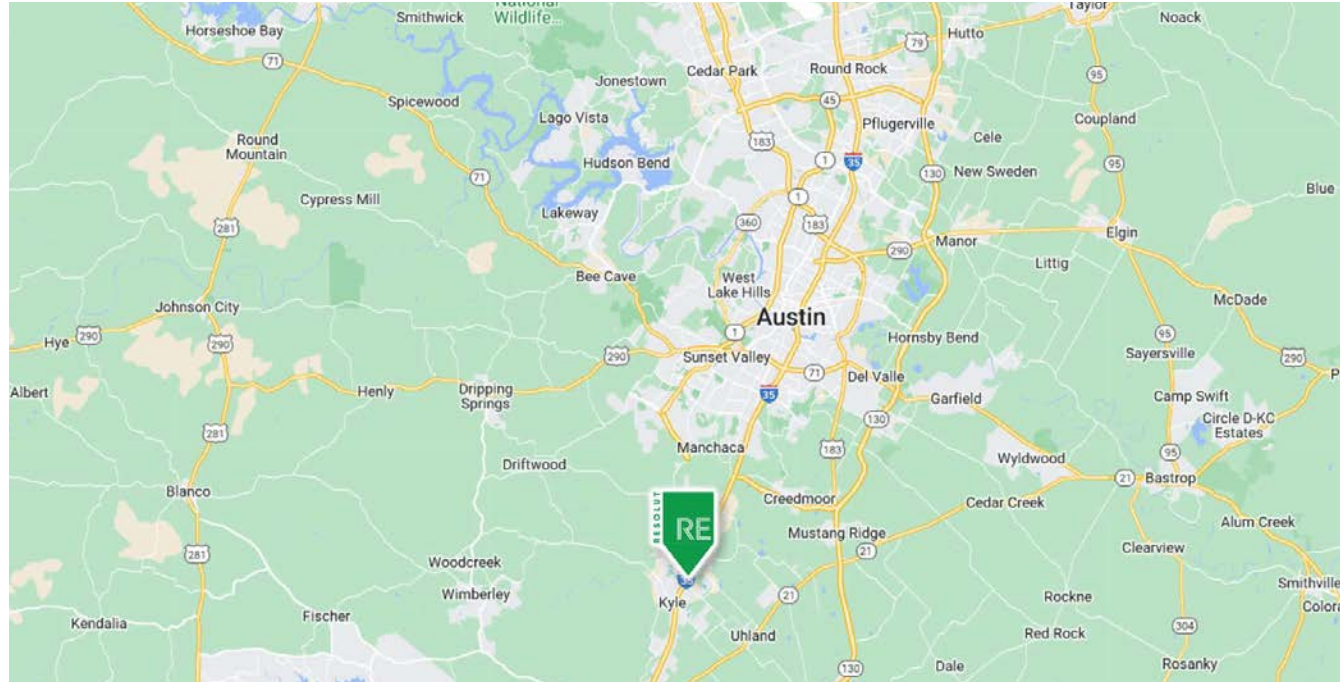 National
Wildlife...
Smithwick
Horseshoe Bay
71
Taylor
Noack
Hutto
79
Cedar Park
Round Rock
95
Jonestown
Spicewood
45
Coupland
Lago Vista
Pflugerville
Round
Mountain
183
Cele
Hudson Bend
1
35
95
71
130
New Sweden
Cypress Mill
1
Blue
Lakeway
281
360
183
Manor
Elgin
290
Littig
Bee Cave
West
Lake Hills
Johnson City
McDade
Austin
Hye
290
1
Hornsby Bend
95
290
290
Sunset Valley
Sayersville
290
71
Del Valle
Albert
Henly
Dripping
Springs
35
Garfield
Camp Swift
130
Circle D-KC
Estates
281
Manchaca
183
Wyldwood
95
Driftwood
21
Bastrop
Blanco
Creedmoor
Cedar Creek
RESOLUT
RE
Mustang Ridge
Alum Creek
281
Woodcreek
21
Clearview
35
Smithville
Wimberley
Kyle
21
Rockne
Fischer
Kendalia
Uhland
Red Rock
304
130
Dale
Rosanky